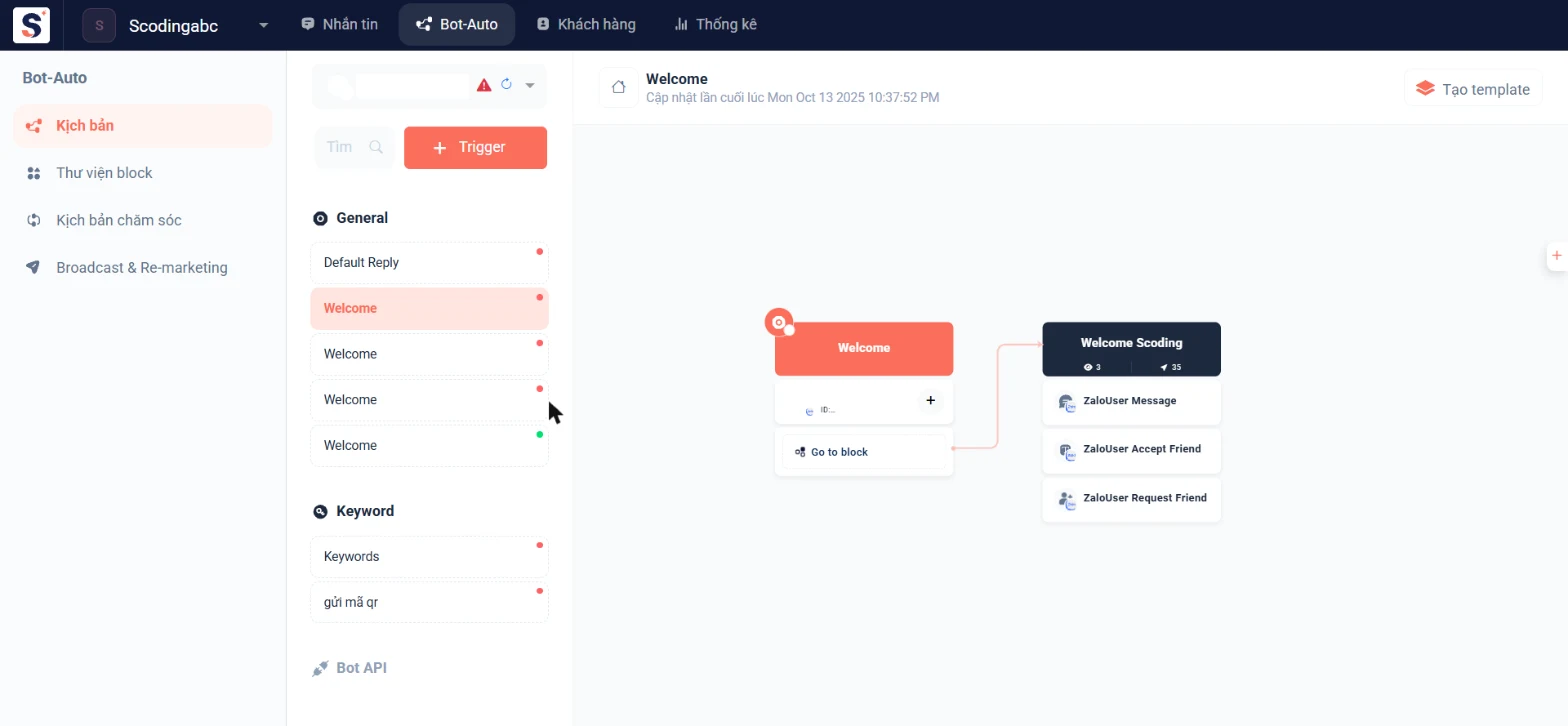 S
S
Scodingabc
Nhắn tin
Bot-Auto
Khách hàng
Thống kê
Bot-Auto
Kịch bản
Thư viện block
Kịch bản chăm sóc
Broadcast & Re-marketing
Tìm
+ Trigger
General
Default Reply
Welcome
Welcome
Welcome
Welcome
Keyword
Keywords
gửi mã qr
Bot API
Welcome
Cập nhật lần cuối lúc Mon Oct 13 2025 10:37:52 PM
Tạo template
Welcome
ID:...
Go to block
Welcome Scoding
3
35
ZaloUser Message
ZaloUser Accept Friend
ZaloUser Request Friend